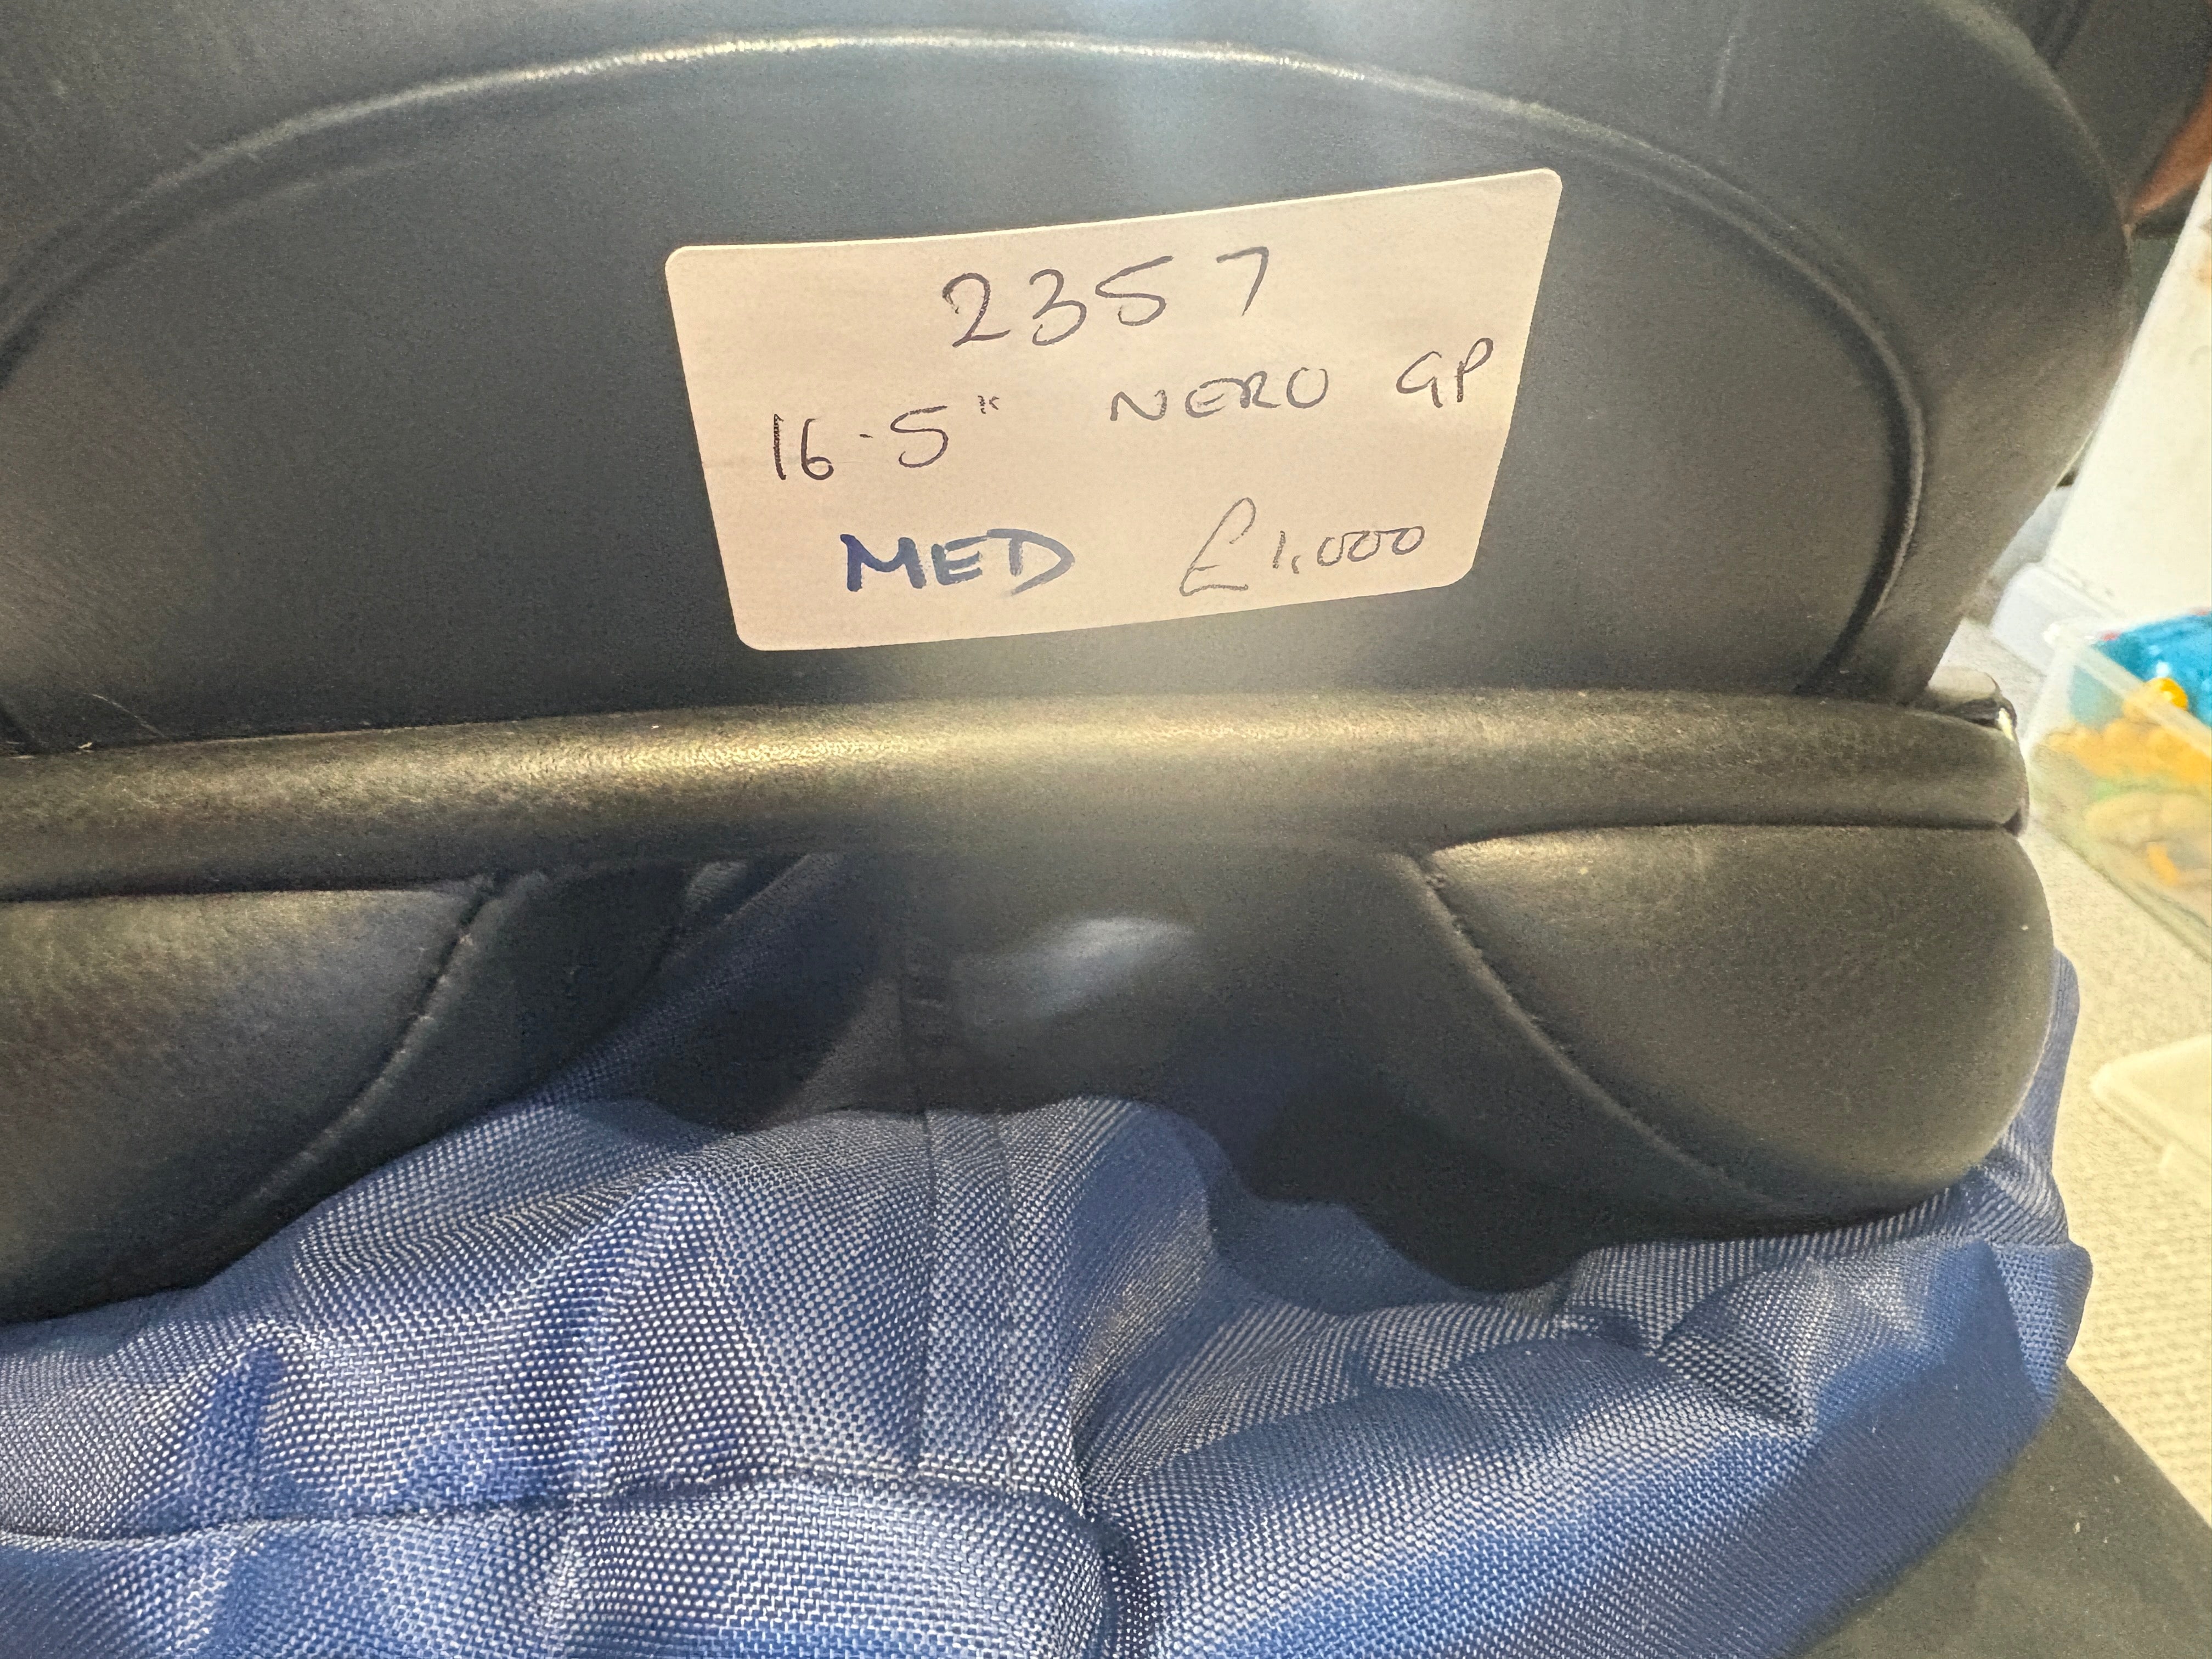 2357
16.5" NERO GP
MED £1,000